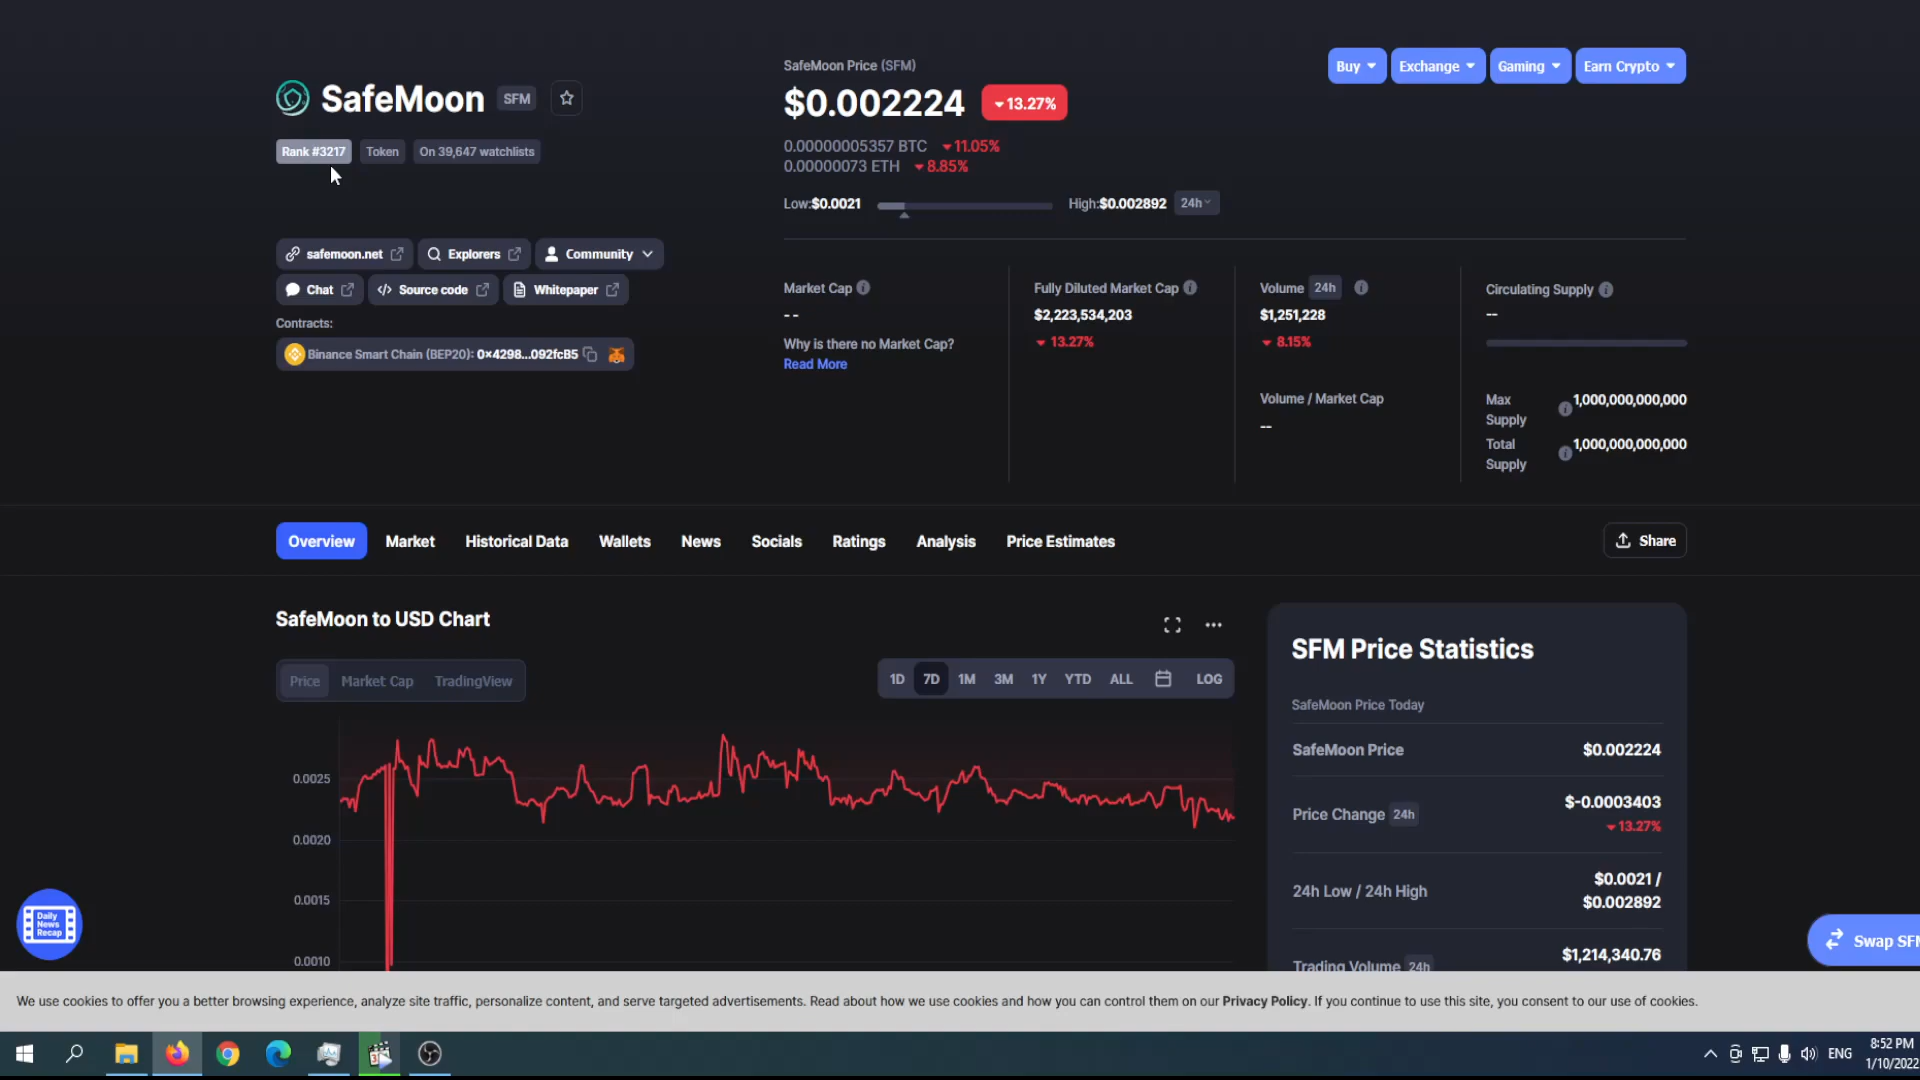 SafeMoon SFM
Rank #3217 Token On 39,647 watchlists
safemoon.net Explorers Community
Chat Source code Whitepaper
Contracts:
Binance Smart Chain (BEP20): 0x4298...092fcB5
SafeMoon Price (SFM)
$0.002224 13.27%
0.00000005357 BTC 11.05%
0.00000073 ETH 8.85%
Low:$0.0021 High:$0.002892 24h
Buy Exchange Gaming Earn Crypto
Market Cap
- -
Why is there no Market Cap?
Read More
Fully Diluted Market Cap
$2,223,534,203
13.27%
Volume 24h
$1,251,228
8.15%
Volume / Market Cap
--
Circulating Supply
--
Max Supply 1,000,000,000,000
Total Supply 1,000,000,000,000
Overview Market Historical Data Wallets News Socials Ratings Analysis Price Estimates Share
SafeMoon to USD Chart
Price Market Cap TradingView
1D 7D 1M 3M 1Y YTD ALL LOG
0.0025
0.0020
0.0015
0.0010
SFM Price Statistics
SafeMoon Price Today
SafeMoon Price $0.002224
Price Change 24h $-0.0003403
13.27%
24h Low / 24h High $0.0021 /
$0.002892
Trading Volume 24h $1,214,340.76
Daily
News
Recap
Swap SFM
We use cookies to offer you a better browsing experience, analyze site traffic, personalize content, and serve targeted advertisements. Read about how we use cookies and how you can control them on our Privacy Policy. If you continue to use this site, you consent to our use of cookies.
ENG
8:52 PM
1/10/2022